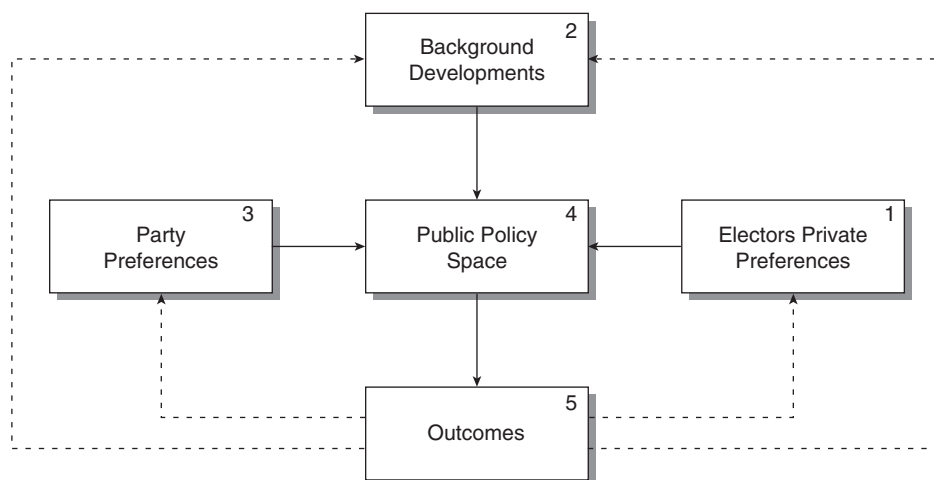 2
Background
Developments
3
Party
Preferences
4
Public Policy
Space
1
Electors Private
Preferences
5
Outcomes